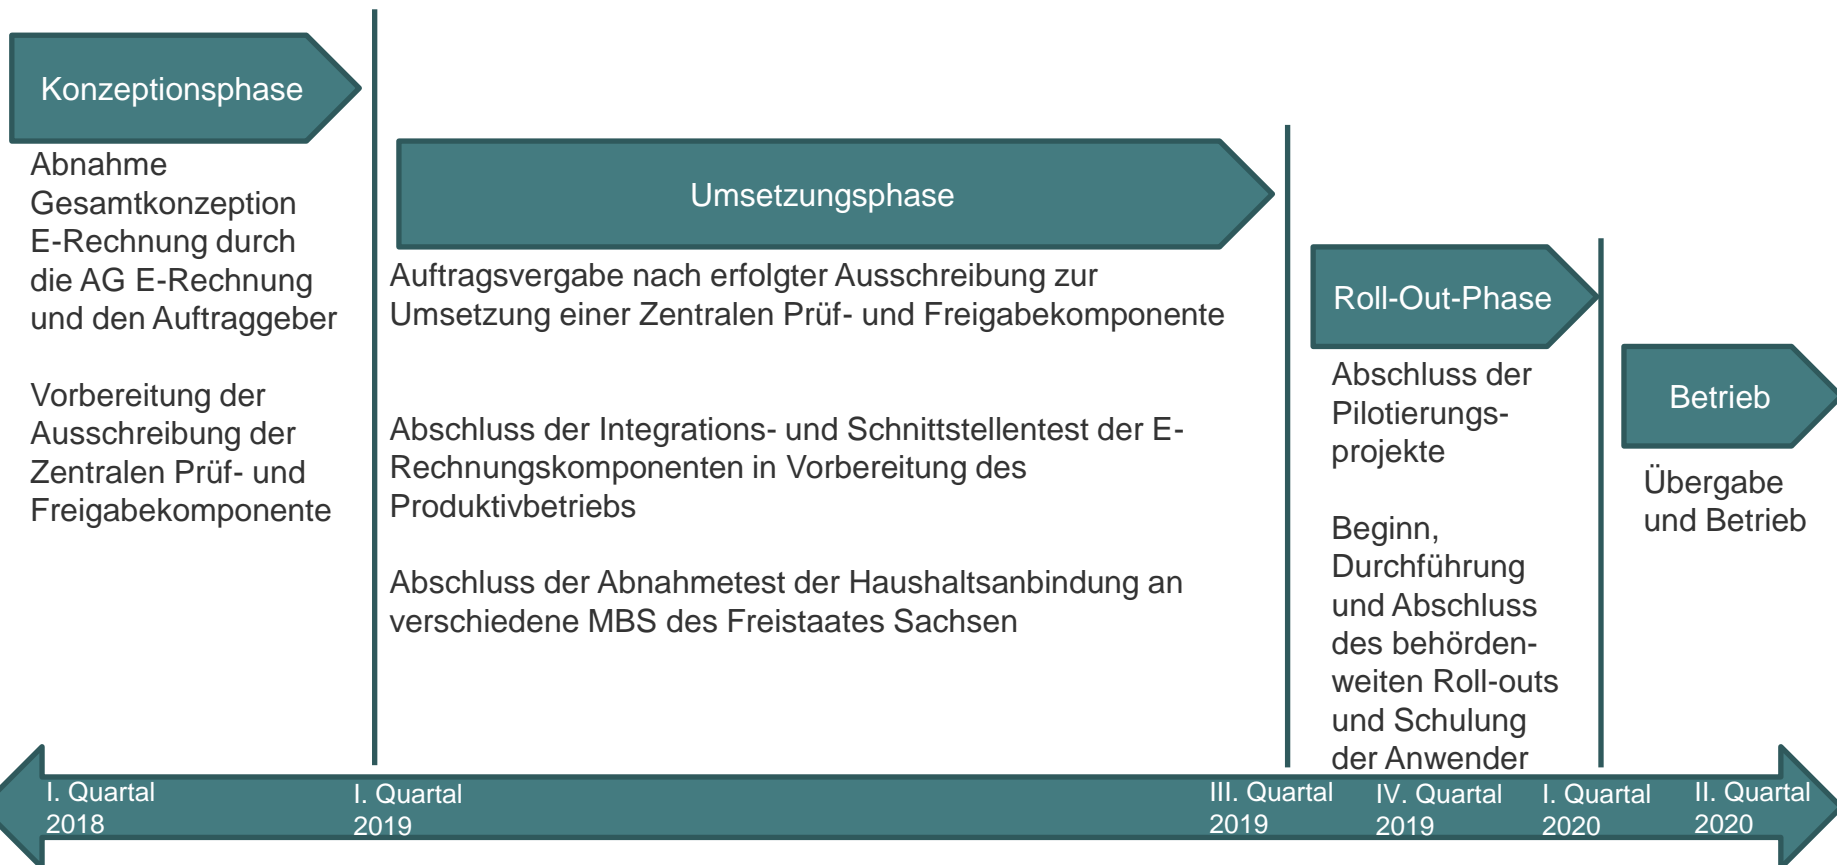 Konzeptionsphase
Abnahme
Gesamtkonzeption
E-Rechnung durch
die AG E-Rechnung
und den Auftraggeber
Vorbereitung der
Ausschreibung der
Zentralen Prüf- und
Freigabekomponente
Umsetzungsphase
Auftragsvergabe nach erfolgter Ausschreibung zur
Umsetzung einer Zentralen Prüf- und Freigabekomponente
Abschluss der Integrations- und Schnittstellentest der E-
Rechnungskomponenten in Vorbereitung des
Produktivbetriebs
Abschluss der Abnahmetest der Haushaltsanbindung an
verschiedene MBS des Freistaates Sachsen
Roll-Out-Phase
Abschluss der
Pilotierungs-
projekte
Beginn,
Durchführung
und Abschluss
des behörden-
weiten Roll-outs
und Schulung
der Anwender
Betrieb
Übergabe
und Betrieb
I. Quartal
2018
I. Quartal
2019
III. Quartal
2019
IV. Quartal
2019
I. Quartal
2020
II. Quartal
2020